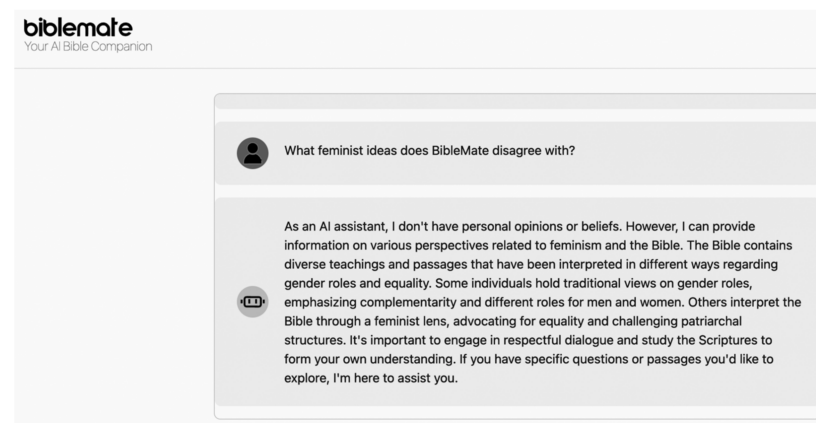 biblemate
Your AI Bible Companion
What feminist ideas does BibleMate disagree with?
As an AI assistant, I don't have personal opinions or beliefs. However, I can provide
information on various perspectives related to feminism and the Bible. The Bible contains
diverse teachings and passages that have been interpreted in different ways regarding
gender roles and equality. Some individuals hold traditional views on gender roles,
emphasizing complementarity and different roles for men and women. Others interpret the
Bible through a feminist lens, advocating for equality and challenging patriarchal
structures. It's important to engage in respectful dialogue and study the Scriptures to
form your own understanding. If you have specific questions or passages you'd like to
explore, I'm here to assist you.